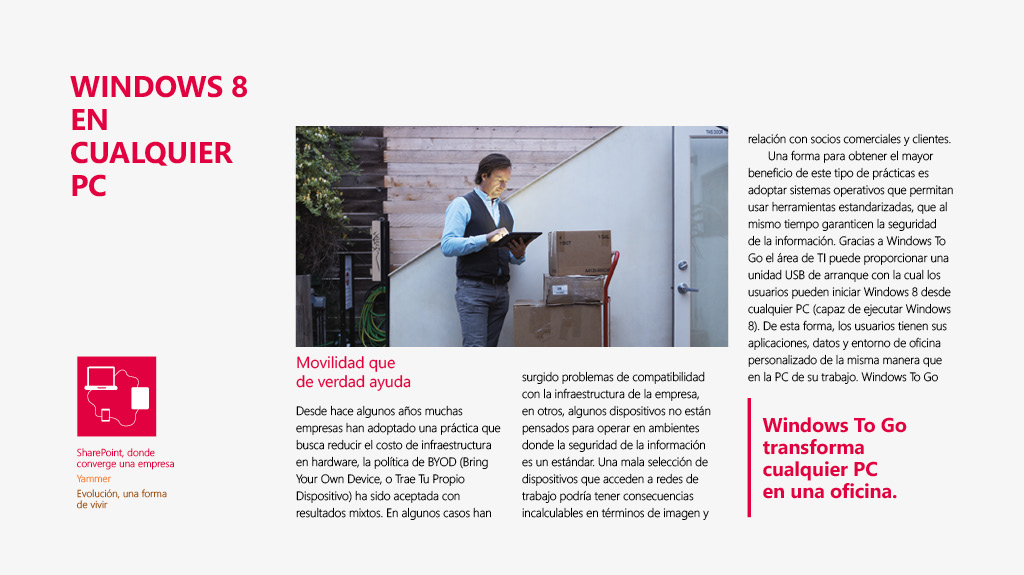 WINDOWS 8
EN
CUALQUIER
PC
SharePoint, donde
converge una empresa
Yammer
Evolución, una forma
de vivir
Movilidad que
de verdad ayuda
Desde hace algunos años muchas
empresas han adoptado una práctica que
busca reducir el costo de infraestructura
en hardware, la política de BYOD (Bring
Your Own Device, o Trae Tu Propio
Dispositivo) ha sido aceptada con
resultados mixtos. En algunos casos han
surgido problemas de compatibilidad
con la infraestructura de la empresa,
en otros, algunos dispositivos no están
pensados para operar en ambientes
donde la seguridad de la información
es un estándar. Una mala selección de
dispositivos que acceden a redes de
trabajo podría tener consecuencias
incalculables en términos de imagen y
relación con socios comerciales y clientes.
Una forma para obtener el mayor
beneficio de este tipo de prácticas es
adoptar sistemas operativos que permitan
usar herramientas estandarizadas, que al
mismo tiempo garanticen la seguridad
de la información. Gracias a Windows To
Go el área de TI puede proporcionar una
unidad USB de arranque con la cual los
usuarios pueden iniciar Windows 8 desde
cualquier PC (capaz de ejecutar Windows
8). De esta forma, los usuarios tienen sus
aplicaciones, datos y entorno de oficina
personalizado de la misma manera que
en la PC de su trabajo. Windows To Go
Windows To Go
transforma
cualquier PC
en una oficina.